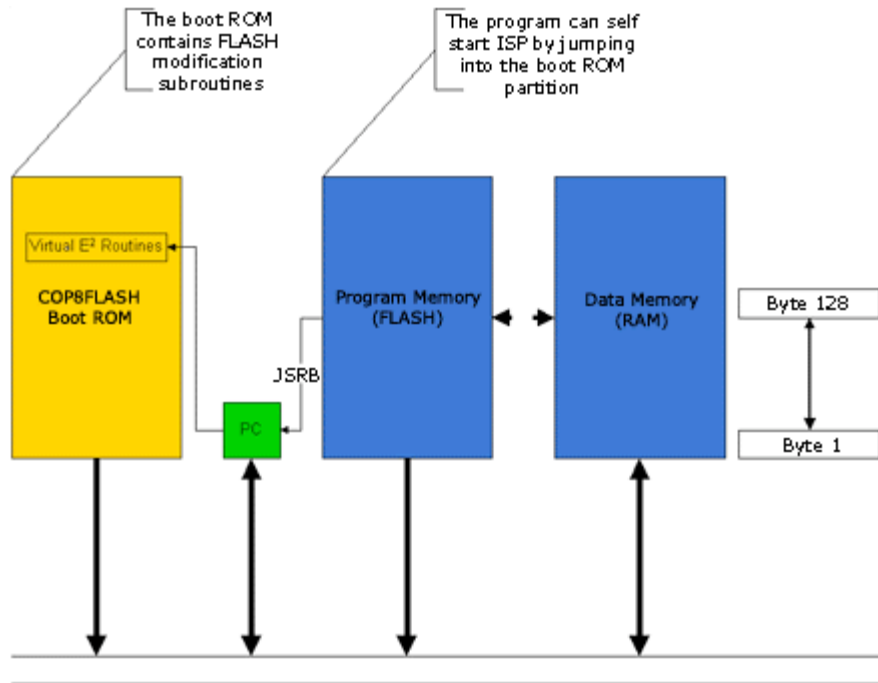 The boot ROM
contains FLASH
modification
subroutines
The program can self
start ISP by jumping
into the boot ROM
partition
Virtual E² Routines
COP8FLASH
Boot ROM
Program Memory
(FLASH)
Data Memory
(RAM)
Byte 128
JSRB
PC
Byte 1